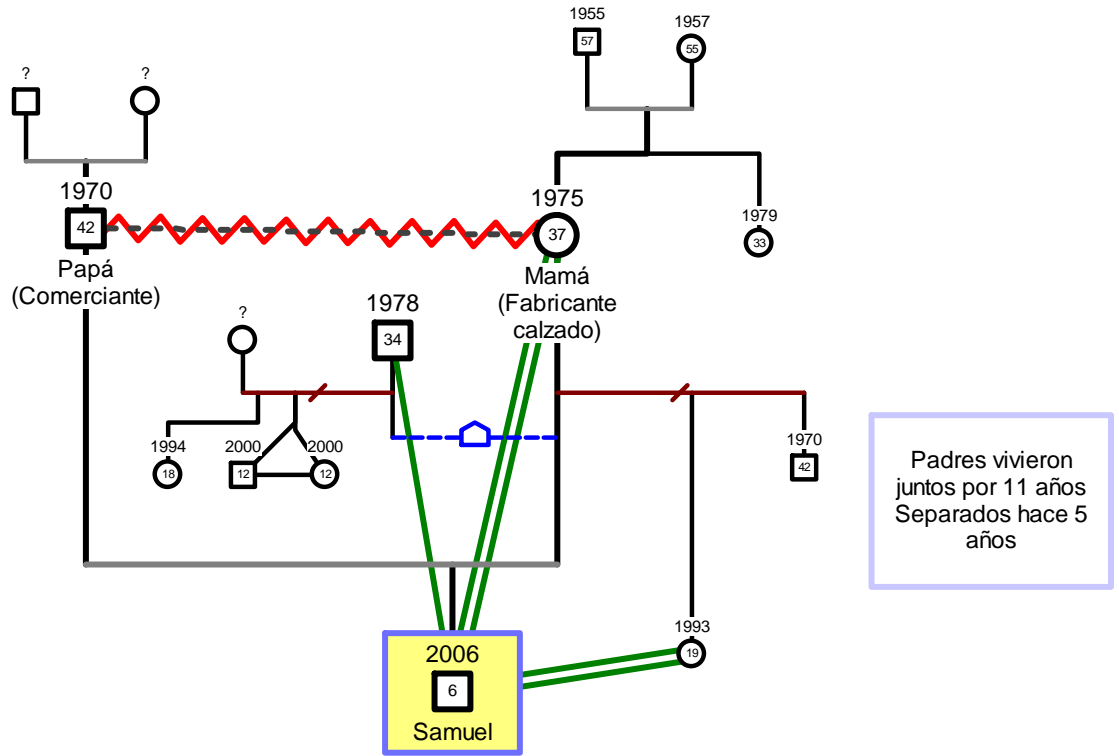 1955
1957
57
55
?
?
1970
42
Papá
(Comerciante)
1975
37
Mamá
(Fabricante
calzado)
1979
33
?
1978
34
1994
18
2000
12
2000
12
1970
42
Padres vivieron
juntos por 11 años
Separados hace 5
años
1993
19
2006
6
Samuel